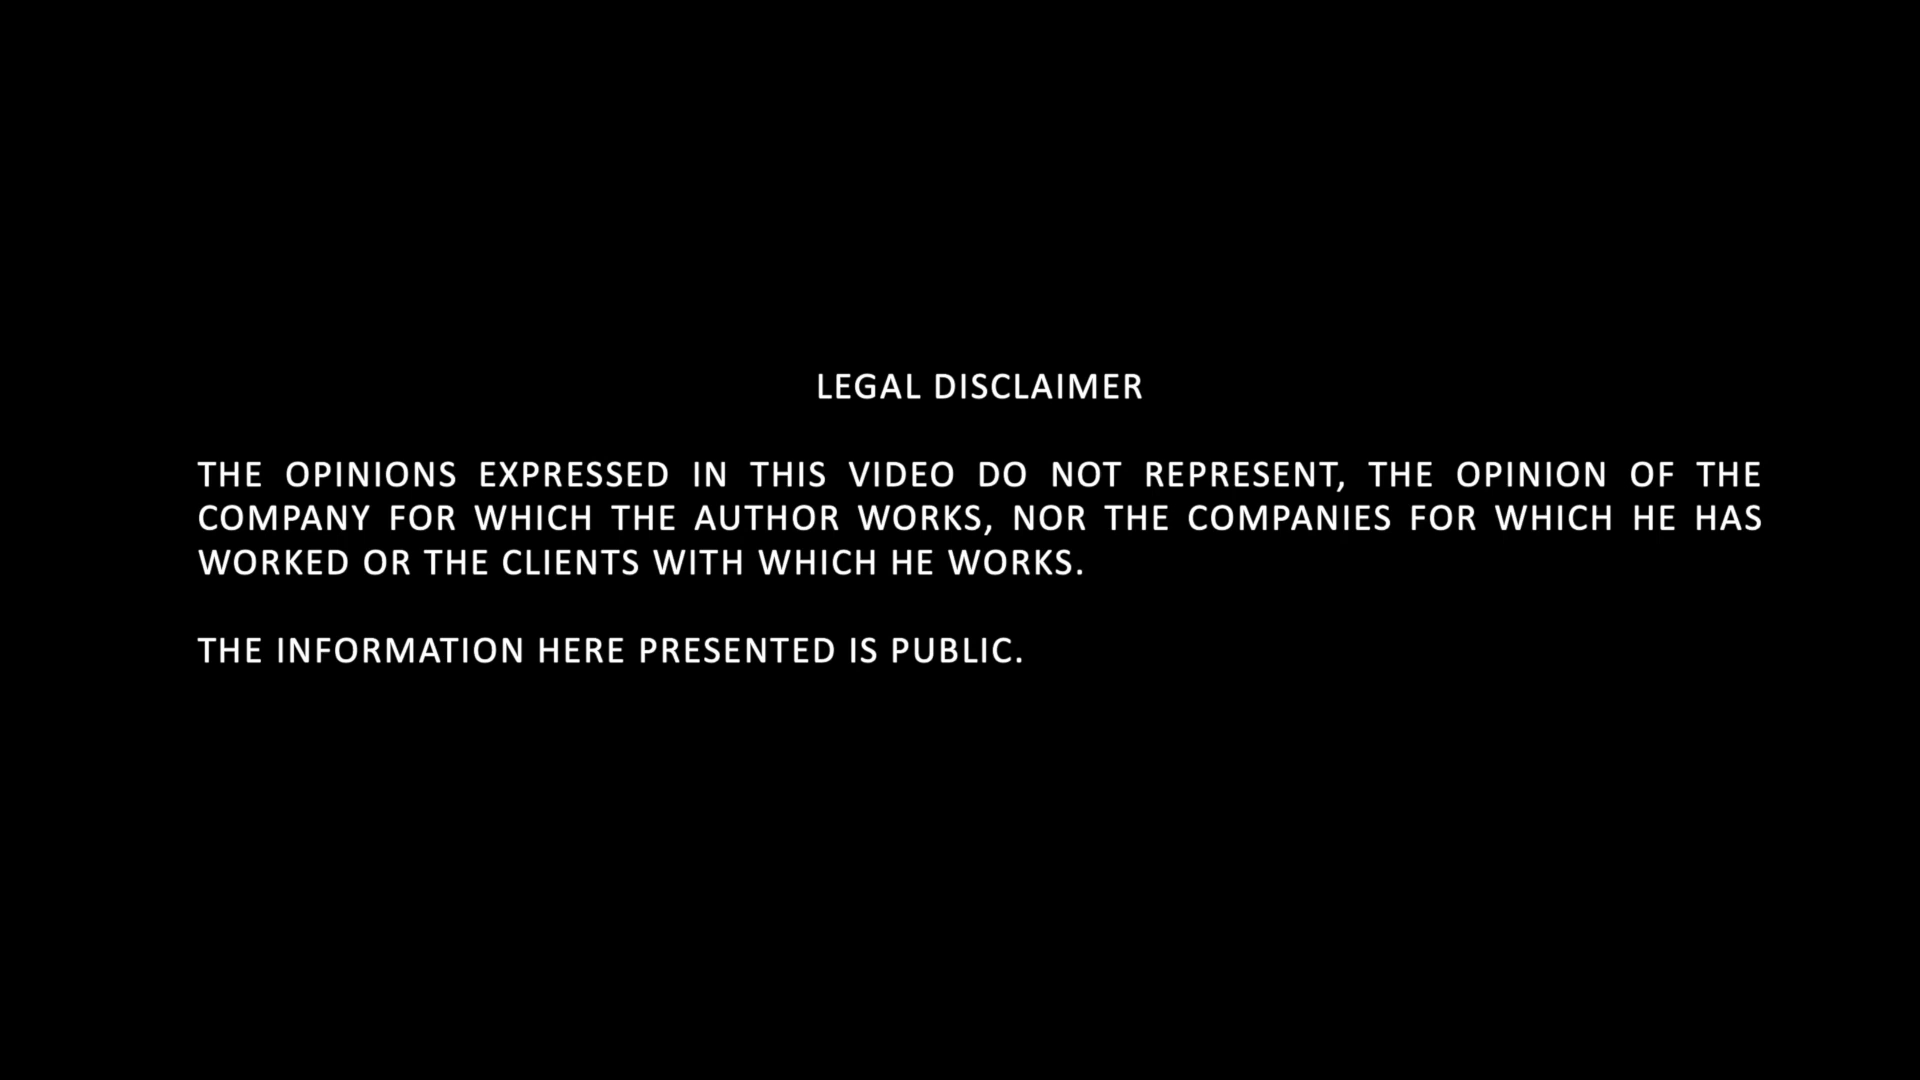 LEGAL DISCLAIMER
THE OPINIONS EXPRESSED IN THIS VIDEO DO NOT REPRESENT, THE OPINION OF THE
COMPANY FOR WHICH THE AUTHOR WORKS, NOR THE COMPANIES FOR WHICH HE HAS
WORKED OR THE CLIENTS WITH WHICH HE WORKS.
THE INFORMATION HERE PRESENTED IS PUBLIC.